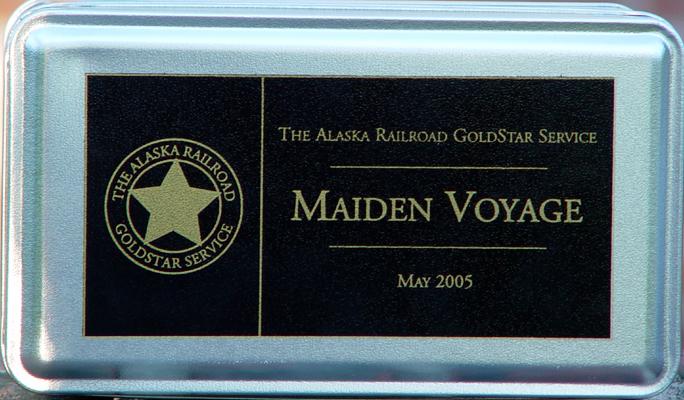 THE ALASKA RAILROAD
GOLDSTAR SERVICE
THE ALASKA RAILROAD GOLDSTAR SERVICE
MAIDEN VOYAGE
MAY 2005